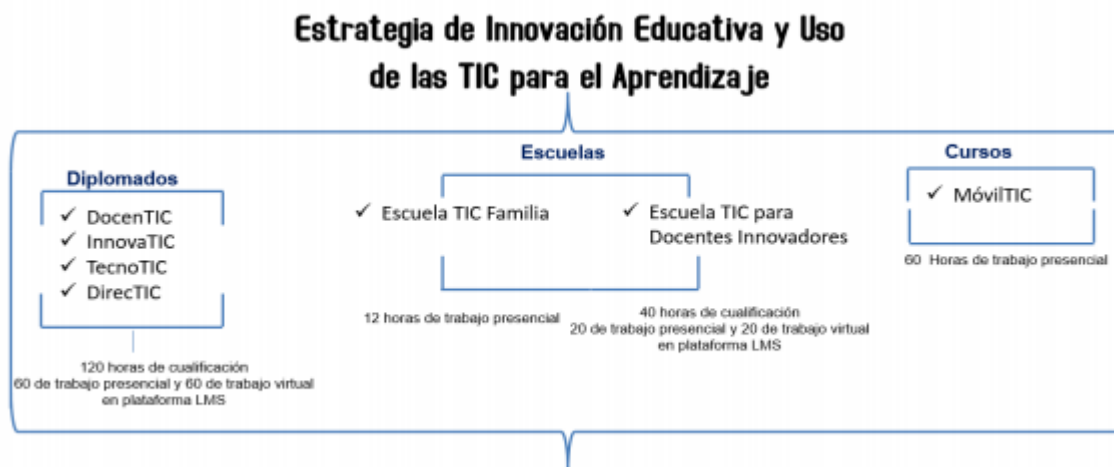 Estrategia de Innovación Educativa y Uso
de las TIC para el Aprendizaje
Diplomados
✓ DocenTIC
✓ InnovaTIC
✓ TecnoTIC
✓ DirecTIC
120 horas de cualificación
60 de trabajo presencial y 60 de trabajo virtual
en plataforma LMS
Escuelas
✓ Escuela TIC Familia
12 horas de trabajo presencial
✓ Escuela TIC para
Docentes Innovadores
40 horas de cualificación
20 de trabajo presencial y 20 de trabajo virtual
en plataforma LMS
Cursos
✓ MóvilTIC
60 Horas de trabajo presencial